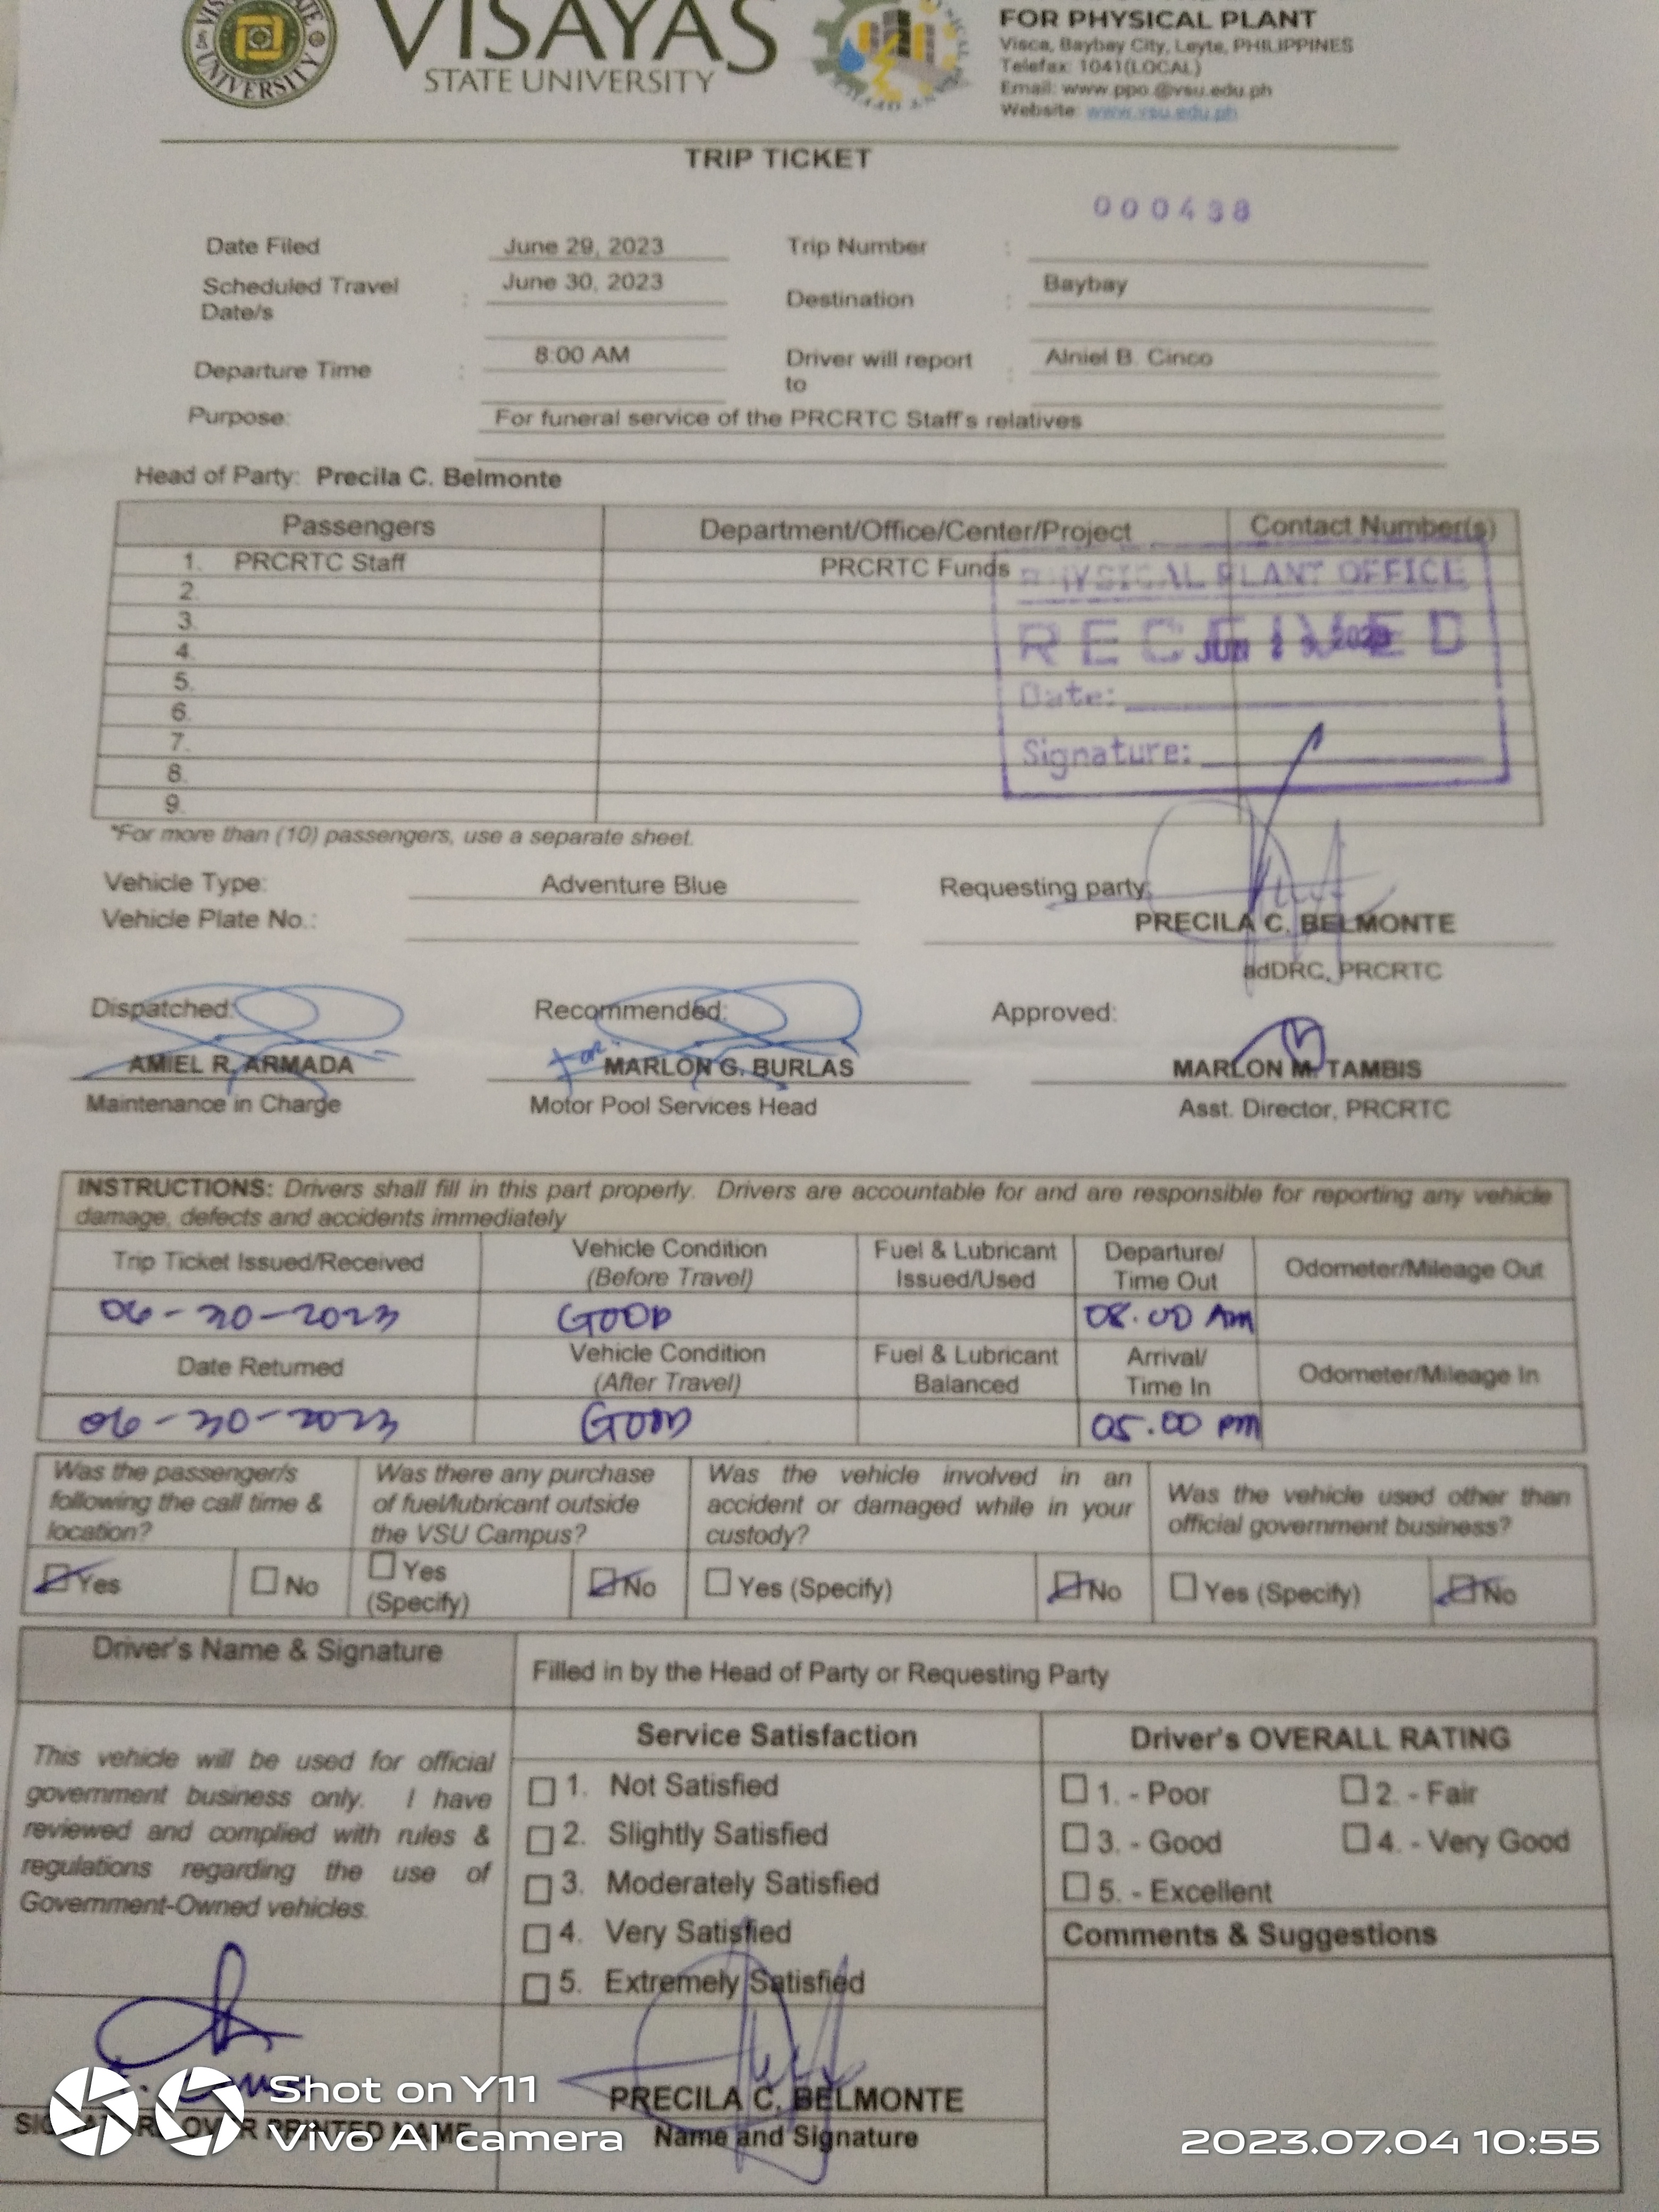 VISAYAS
STATE UNIVERSITY
UNIVERSITY
FOR PHYSICAL PLANT
Visca, Baybay City, Leyte, PHILIPPINES
Telefax: 1041(LOCAL)
Email: www.ppo.@vsu.edu.ph
Website: www.vsu.edu.ph
TRIP TICKET
000438
Date Filed June 29, 2023 Trip Number :
Scheduled Travel Date/s : June 30, 2023 Destination : Baybay
Departure Time : 8:00 AM Driver will report to : Alniel B. Cinco
Purpose: For funeral service of the PRCRTC Staff's relatives
Head of Party: Precila C. Belmonte
Passengers Department/Office/Center/Project Contact Number(s)
1. PRCRTC Staff PRCRTC Funds
2.
3.
4.
5.
6.
7.
8.
9.
PHYSICAL PLANT OFFICE
RECEIVED
JUN 2 2023
Date:
Signature:
*For more than (10) passengers, use a separate sheet.
Vehicle Type: Adventure Blue Requesting party:
Vehicle Plate No.: PRECILA C. BELMONTE
adDRC, PRCRTC
Dispatched: Recommended: Approved:
AMIEL R. ARMADA for: MARLON G. BURLAS MARLON M. TAMBIS
Maintenance in Charge Motor Pool Services Head Asst. Director, PRCRTC
INSTRUCTIONS: Drivers shall fill in this part properly. Drivers are accountable for and are responsible for reporting any vehicle
damage, defects and accidents immediately
Trip Ticket Issued/Received Vehicle Condition (Before Travel) Fuel & Lubricant Issued/Used Departure/ Time Out Odometer/Mileage Out
06-30-2023 GOOD 08.00 AM
Date Returned Vehicle Condition (After Travel) Fuel & Lubricant Balanced Arrival/ Time In Odometer/Mileage In
06-30-2023 GOOD 05.00 PM
Was the passenger/s following the call time & location? Was there any purchase of fuel/lubricant outside the VSU Campus? Was the vehicle involved in an accident or damaged while in your custody? Was the vehicle used other than official government business?
Yes No Yes (Specify) No Yes (Specify) No Yes (Specify) No
Driver's Name & Signature Filled in by the Head of Party or Requesting Party
This vehicle will be used for official
government business only. I have
reviewed and complied with rules &
regulations regarding the use of
Government-Owned vehicles.
Service Satisfaction
1. Not Satisfied
2. Slightly Satisfied
3. Moderately Satisfied
4. Very Satisfied
5. Extremely Satisfied
Driver's OVERALL RATING
1. - Poor 2. - Fair
3. - Good 4. - Very Good
5. - Excellent
Comments & Suggestions
PRECILA C. BELMONTE
Name and Signature
SIGNATURE OVER PRINTED NAME
Shot on Y11
Vivo AI camera
2023.07.04 10:55